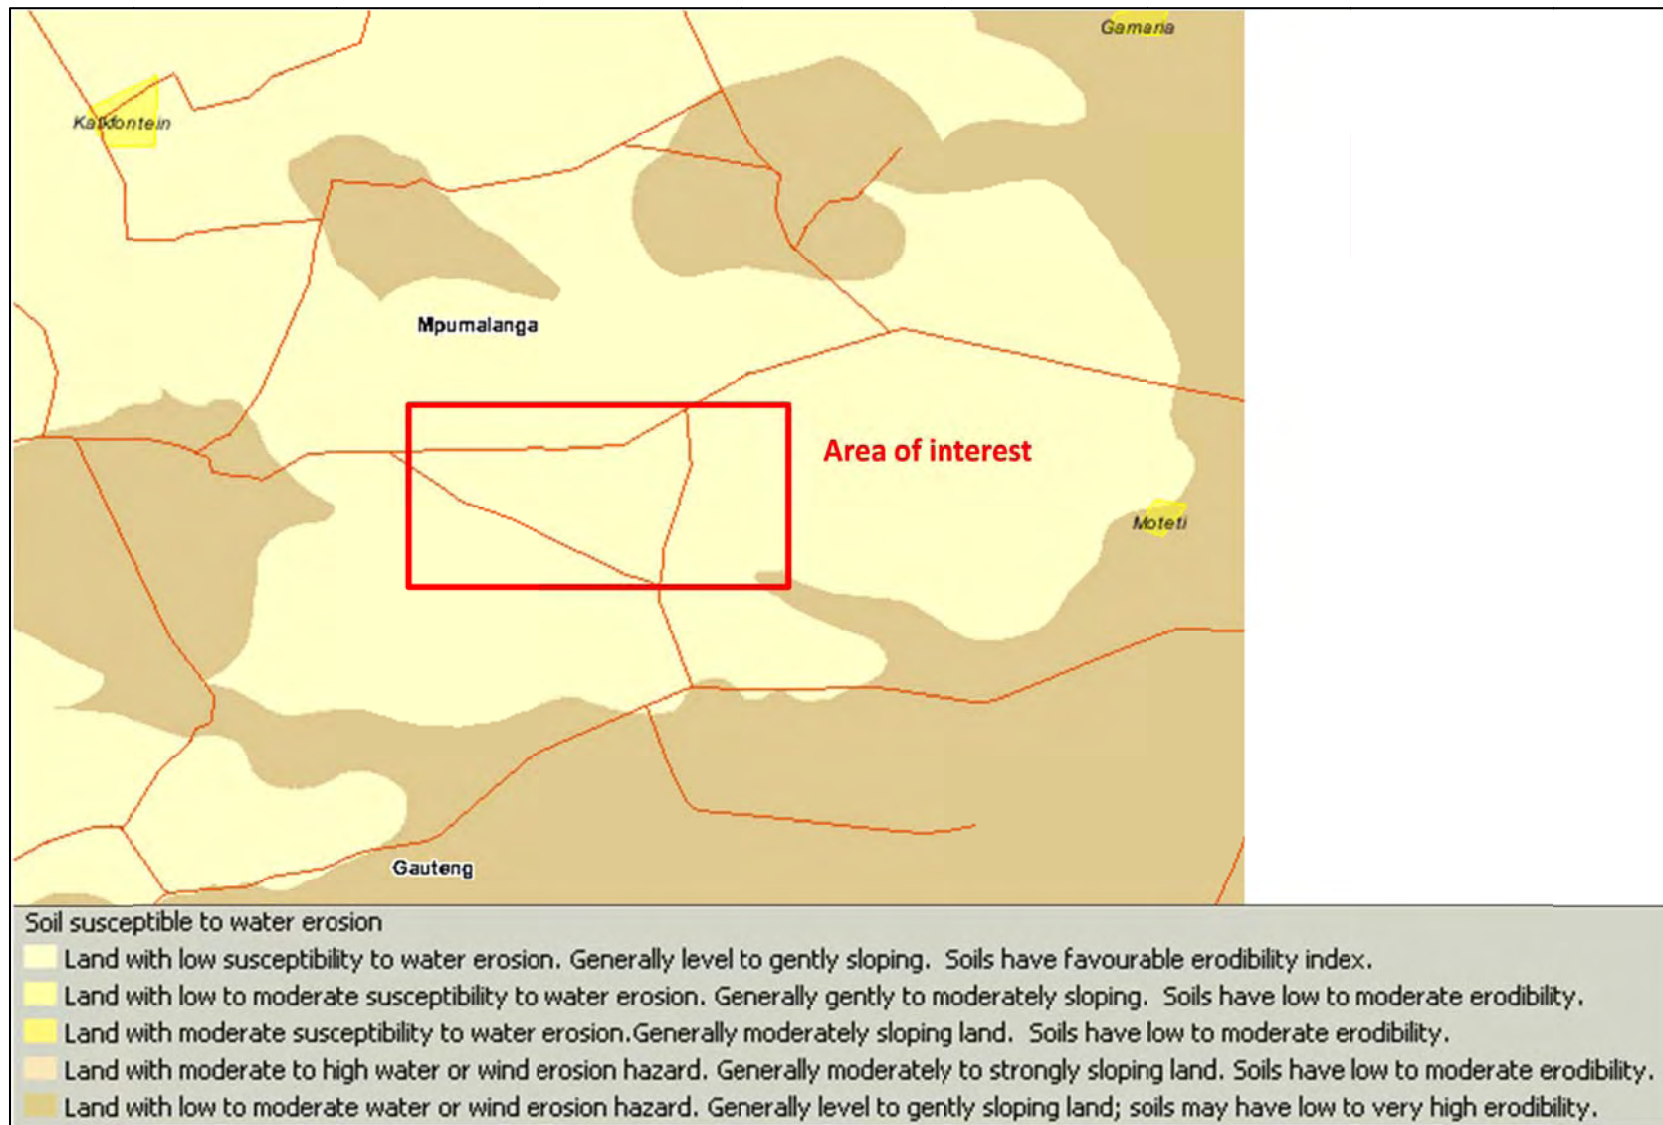 Gamaria
Kalkfontein
Mpumalanga
Area of interest
Moteti
Gauteng
Soil susceptible to water erosion
Land with low susceptibility to water erosion. Generally level to gently sloping. Soils have favourable erodibility index.
Land with low to moderate susceptibility to water erosion. Generally gently to moderately sloping. Soils have low to moderate erodibility.
Land with moderate susceptibility to water erosion.Generally moderately sloping land. Soils have low to moderate erodibility.
Land with moderate to high water or wind erosion hazard. Generally moderately to strongly sloping land. Soils have low to moderate erodibility.
Land with low to moderate water or wind erosion hazard. Generally level to gently sloping land; soils may have low to very high erodibility.